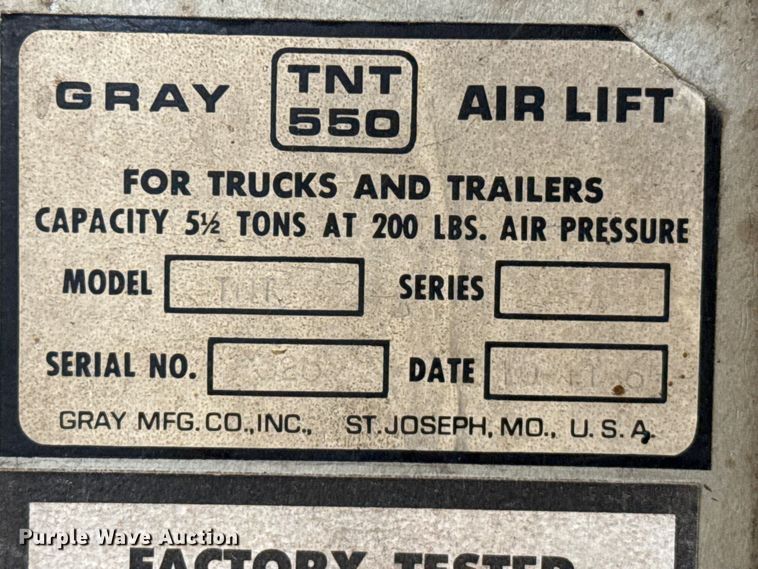 GRAY TNT 550 AIR LIFT
FOR TRUCKS AND TRAILERS
CAPACITY 5½ TONS AT 200 LBS. AIR PRESSURE
MODEL SERIES
SERIAL NO. DATE
GRAY MFG. CO., INC., ST. JOSEPH, MO., U. S. A.
Purple Wave Auction
FACTORY TESTED